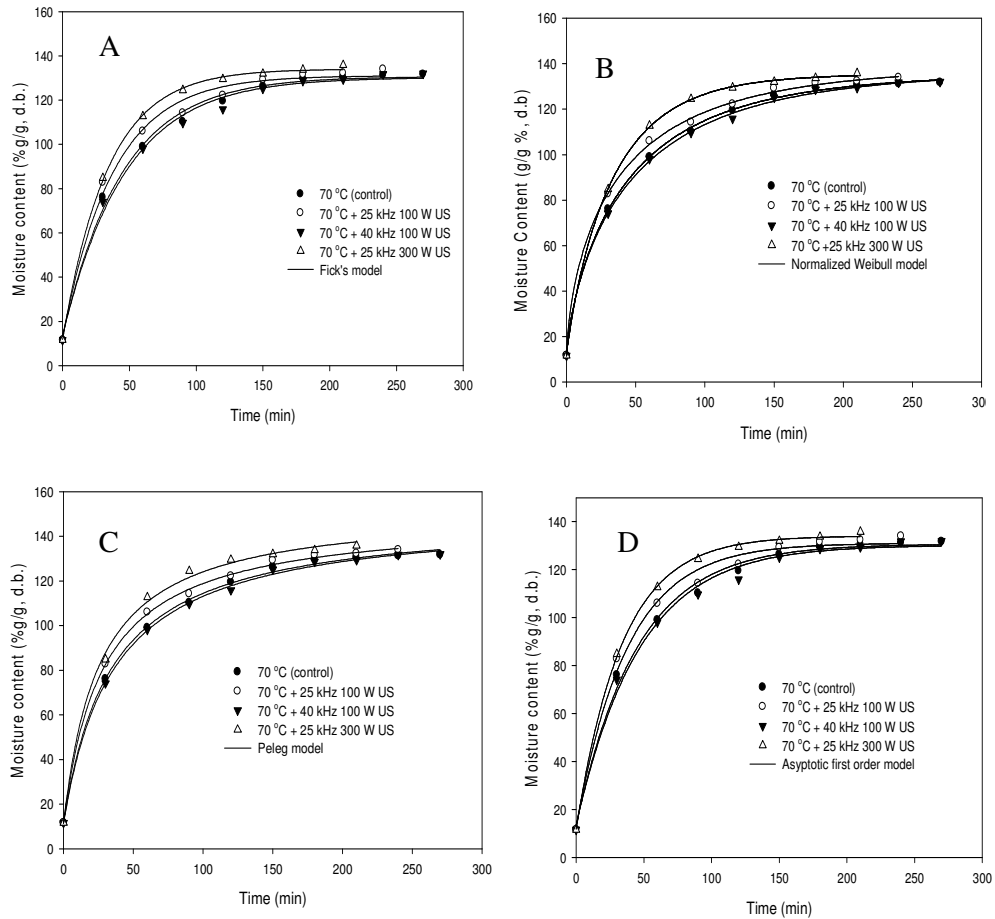 A
Moisture content (%g/g, d.b.)
160
140
120
100
80
60
40
20
0
70 °C (control)
70 °C + 25 kHz 100 W US
70 °C + 40 kHz 100 W US
70 °C + 25 kHz 300 W US
Fick's model
0 50 100 150 200 250 300
Time (min)
B
Moisture Content (g/g %, d.b)
160
140
120
100
80
60
40
20
0
70 °C (control)
70 °C + 25 kHz 100 W US
70 °C + 40 kHz 100 W US
70 °C +25 kHz 300 W US
Normalized Weibull model
0 50 100 150 200 250 300
Time (min)
C
Moisture content (%g/g, d.b.)
160
140
120
100
80
60
40
20
0
70 °C (control)
70 °C + 25 kHz 100 W US
70 °C + 40 kHz 100 W US
70 °C + 25 kHz 300 W US
Peleg model
0 50 100 150 200 250 300
Time (min)
D
Moisture content (%g/g, d.b.)
140
120
100
80
60
40
20
0
70 °C (control)
70 °C + 25 kHz 100 W US
70 °C + 40 kHz 100 W US
70 °C + 25 kHz 300 W US
Asyptotic first order model
0 50 100 150 200 250 300
Time (min)